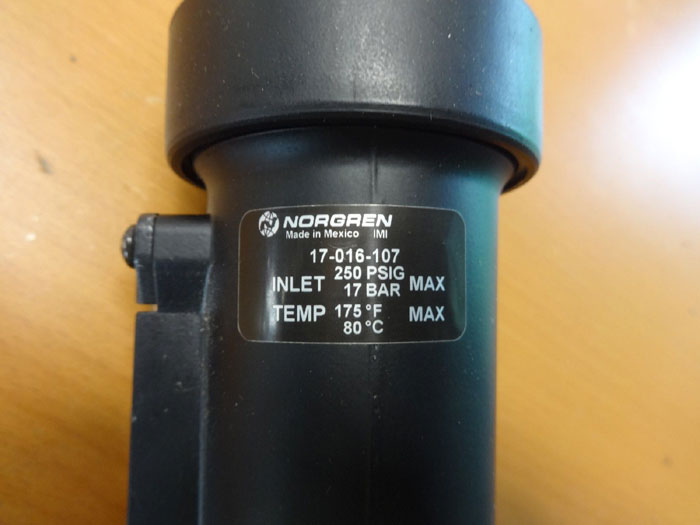 NORGREN
Made in Mexico IMI
17-016-107
INLET 250 PSIG MAX
17 BAR
TEMP 175 °F MAX
80 °C